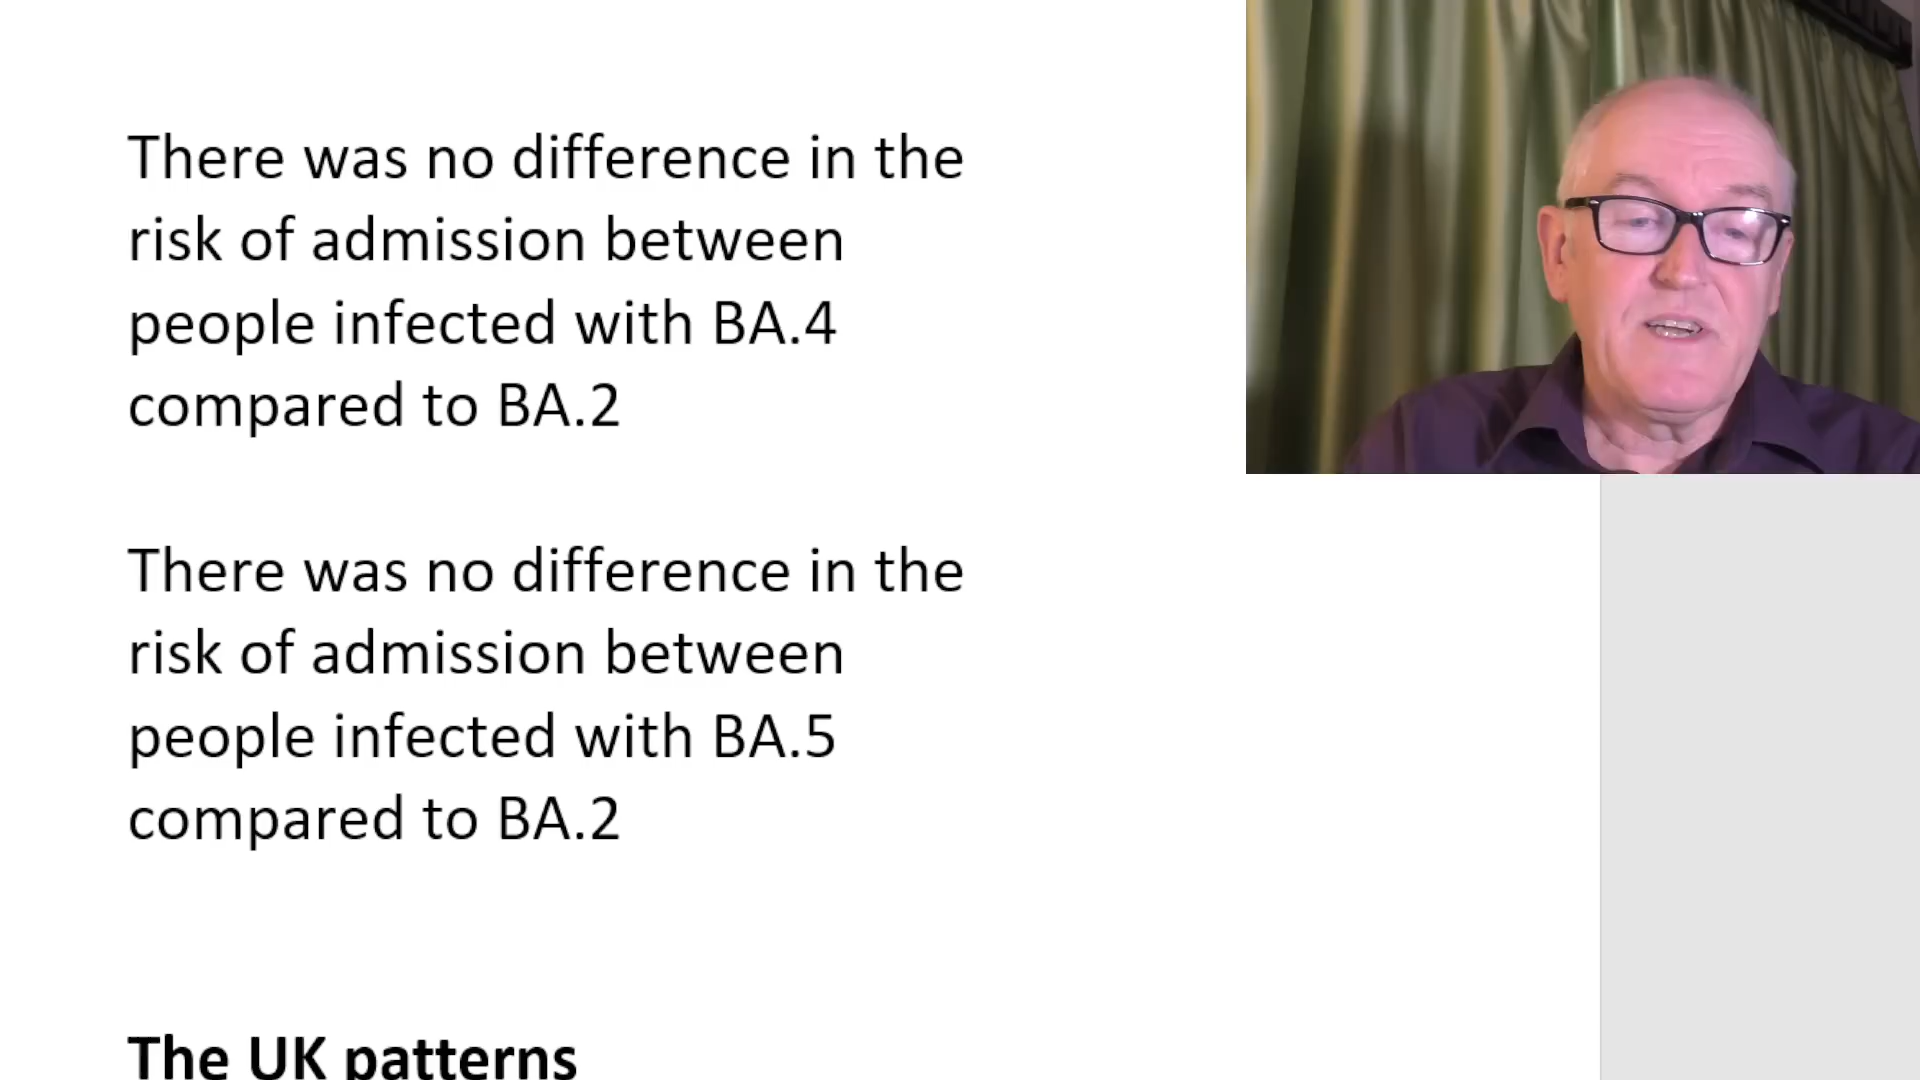 There was no difference in the
risk of admission between
people infected with BA.4
compared to BA.2
There was no difference in the
risk of admission between
people infected with BA.5
compared to BA.2
The UK patterns